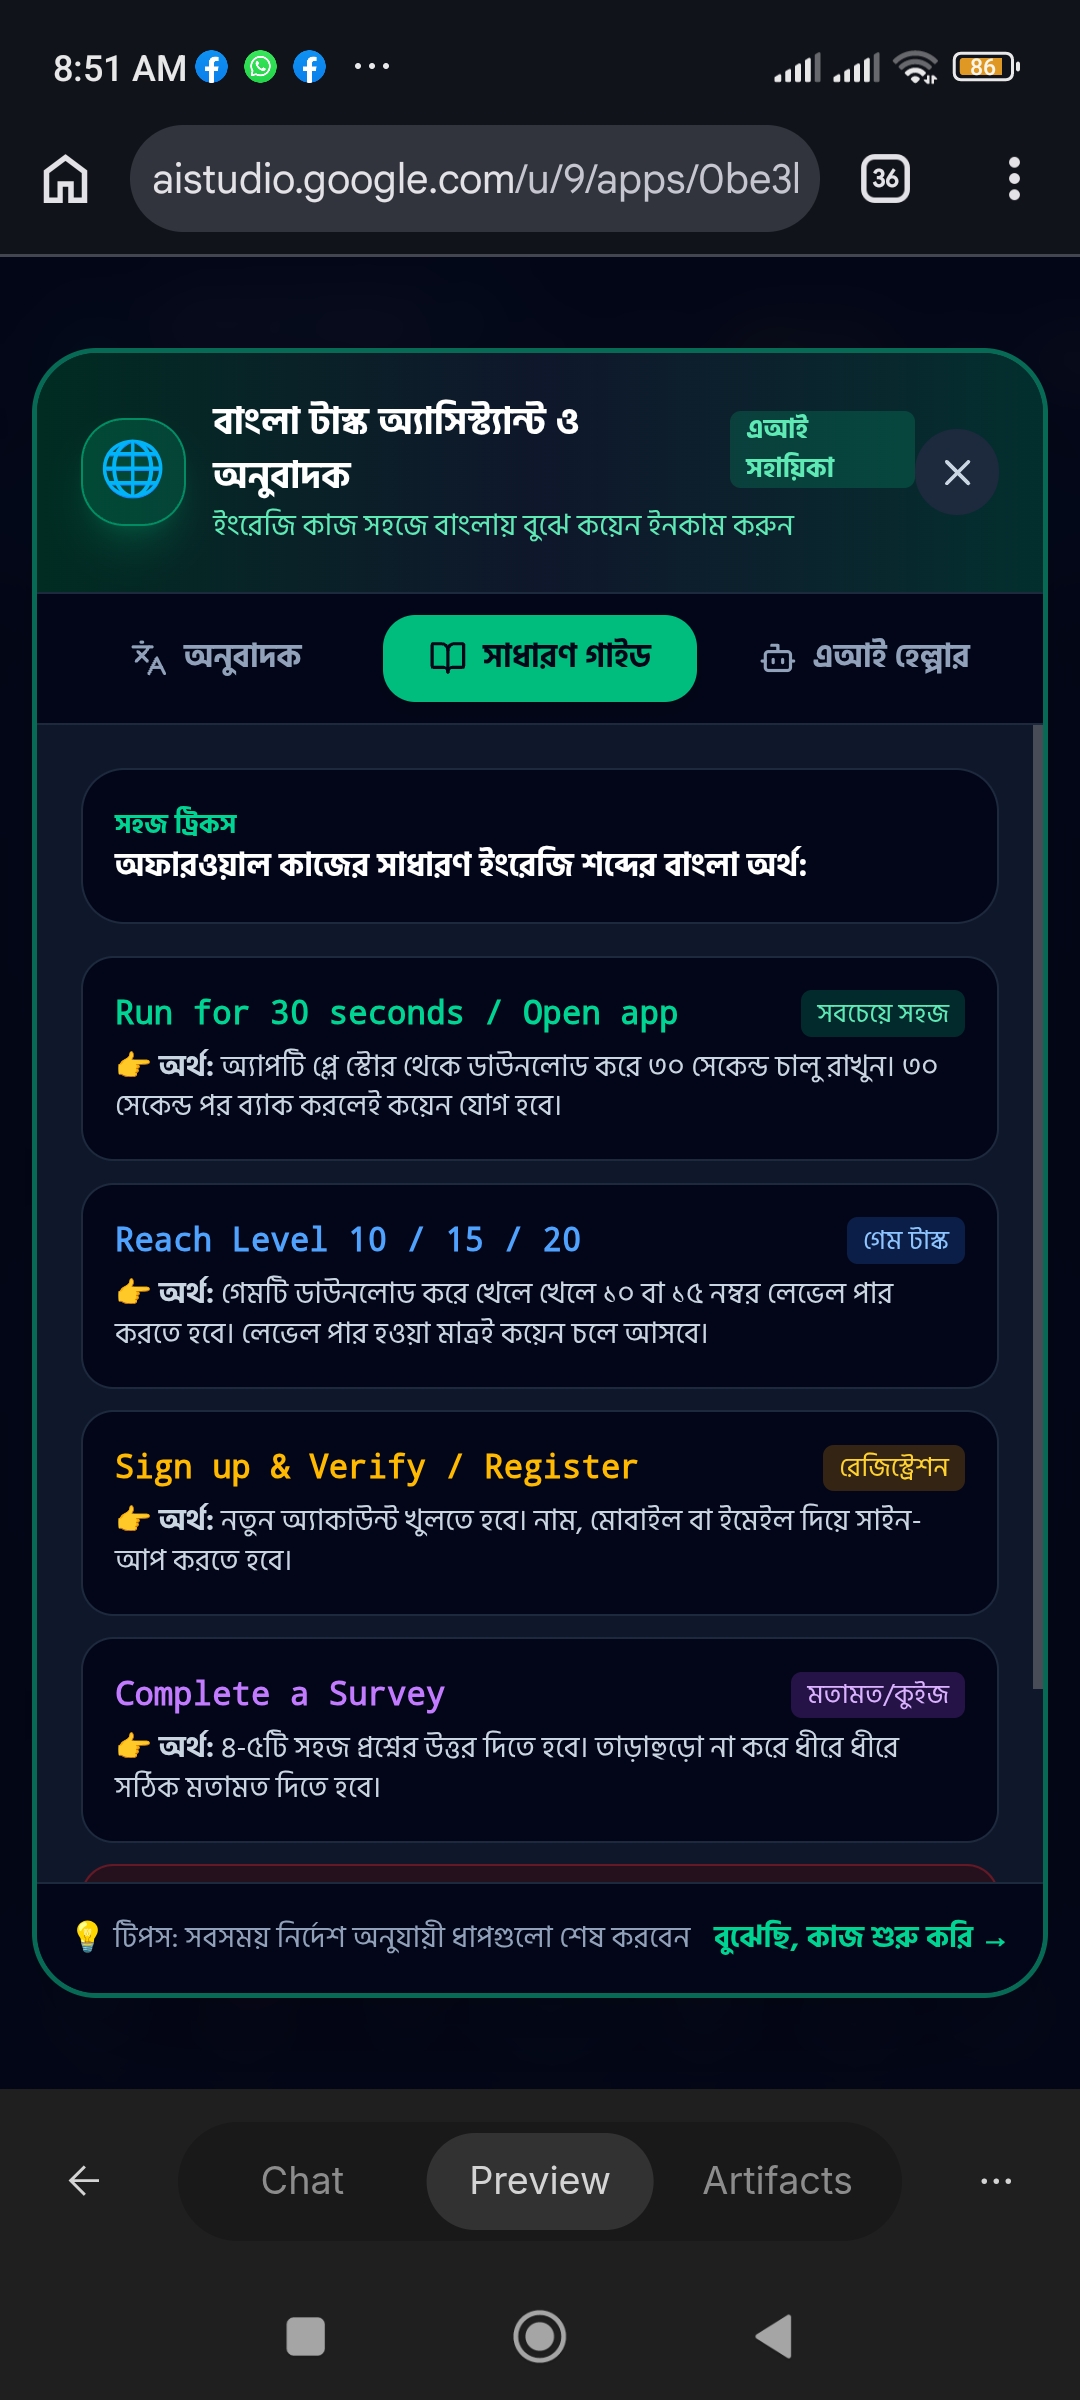 8:51 AM
86
aistudio.google.com/u/9/apps/0be3
36
বাংলা টাস্ক অ্যাসিস্ট্যান্ট ও
অনুবাদক
এআই
সহায়িকা
ইংরেজি কাজ সহজে বাংলায় বুঝে কয়েন ইনকাম করুন
অনুবাদক
সাধারণ গাইড
এআই হেল্পার
সহজ ট্রিকস
অফারওয়াল কাজের সাধারণ ইংরেজি শব্দের বাংলা অর্থ:
Run for 30 seconds / Open app
সবচেয়ে সহজ
👉 অর্থ: অ্যাপটি প্লে স্টোর থেকে ডাউনলোড করে ৩০ সেকেন্ড চালু রাখুন। ৩০
সেকেন্ড পর ব্যাক করলেই কয়েন যোগ হবে।
Reach Level 10 / 15 / 20
গেম টাস্ক
👉 অর্থ: গেমটি ডাউনলোড করে খেলে খেলে ১০ বা ১৫ নম্বর লেভেল পার
করতে হবে। লেভেল পার হওয়া মাত্রই কয়েন চলে আসবে।
Sign up & Verify / Register
রেজিস্ট্রেশন
👉 অর্থ: নতুন অ্যাকাউন্ট খুলতে হবে। নাম, মোবাইল বা ইমেইল দিয়ে সাইন-
আপ করতে হবে।
Complete a Survey
মতামত/কুইজ
👉 অর্থ: ৪-৫টি সহজ প্রশ্নের উত্তর দিতে হবে। তাড়াহুড়ো না করে ধীরে ধীরে
সঠিক মতামত দিতে হবে।
💡 টিপস: সবসময় নির্দেশ অনুযায়ী ধাপগুলো শেষ করবেন
বুঝেছি, কাজ শুরু করি →
Chat
Preview
Artifacts